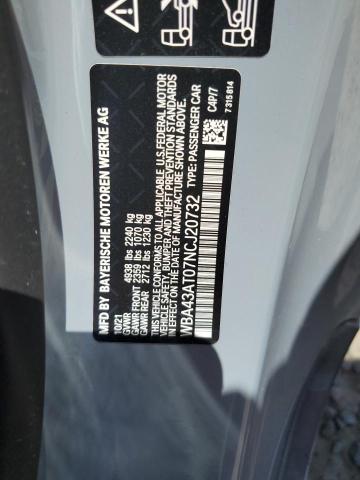 MFD BY BAYERISCHE MOTOREN WERKE AG
10/21
GVWR 4938 lbs 2240 kg
GAWR FRONT 2359 lbs 1070 kg
GAWR REAR 2712 lbs 1230 kg
THIS VEHICLE CONFORMS TO ALL APPLICABLE U.S. FEDERAL MOTOR
VEHICLE SAFETY, BUMPER AND THEFT PREVENTION STANDARDS
IN EFFECT ON THE DATE OF MANUFACTURE SHOWN ABOVE.
WBA43AT07NCJ20732 TYPE: PASSENGER CAR
C4P/7
7 315 814